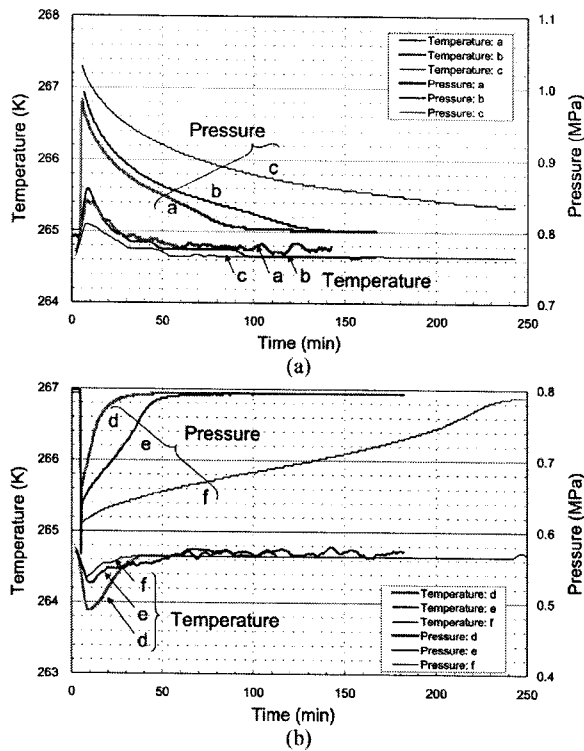 268
267
266
265
264
Temperature (K)
1.1
1.0
0.9
0.8
0.7
Pressure (MPa)
Temperature: a
Temperature: b
Temperature: c
Pressure: a
Pressure: b
Pressure: c
Pressure
c
b
a
c a b
Temperature
0 50 100 150 200 250
Time (min)
(a)
267
266
265
264
263
Temperature (K)
0.8
0.7
0.6
0.5
0.4
Pressure (MPa)
d
Pressure
e
f
f
e
Temperature
d
Temperature: d
Temperature: e
Temperature: f
Pressure: d
Pressure: e
Pressure: f
0 50 100 150 200 250
Time (min)
(b)